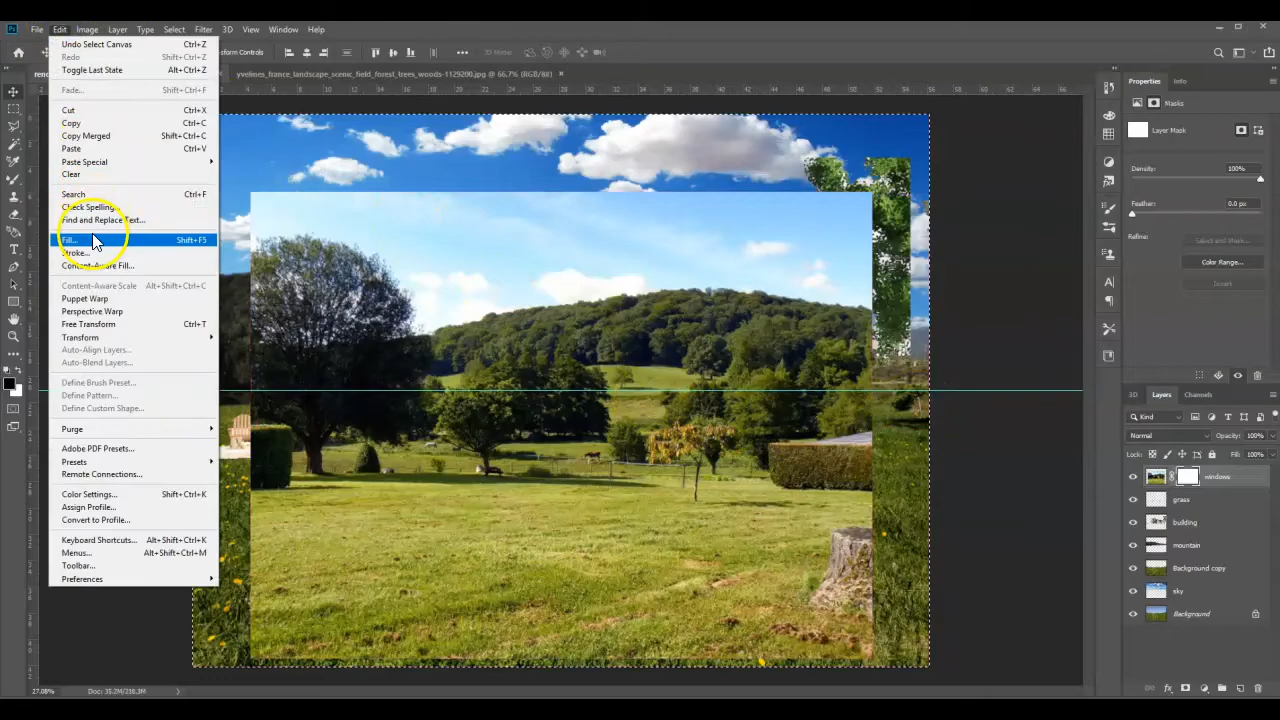 Ps File Edit Image Layer Type Select Filter 3D View Window Help
nsform Controls 3D Mode:
yvelines_france_landscape_scenic_field_forest_trees_woods-1129200.jpg @ 66.7% (RGB/8#)
Undo Select Canvas Ctrl+Z
Redo Shift+Ctrl+Z
Toggle Last State Alt+Ctrl+Z
Fade... Shift+Ctrl+F
Cut Ctrl+X
Copy Ctrl+C
Copy Merged Shift+Ctrl+C
Paste Ctrl+V
Paste Special
Clear
Search Ctrl+F
Check Spelling...
Find and Replace Text...
Fill... Shift+F5
Stroke...
Content-Aware Fill...
Content-Aware Scale Alt+Shift+Ctrl+C
Puppet Warp
Perspective Warp
Free Transform Ctrl+T
Transform
Auto-Align Layers...
Auto-Blend Layers...
Define Brush Preset...
Define Pattern...
Define Custom Shape...
Purge
Adobe PDF Presets...
Presets
Remote Connections...
Color Settings... Shift+Ctrl+K
Assign Profile...
Convert to Profile...
Keyboard Shortcuts... Alt+Shift+Ctrl+K
Menus... Alt+Shift+Ctrl+M
Toolbar...
Preferences
27.08% Doc: 35.2M/238.3M
Properties Info
Masks
Layer Mask
Density: 100%
Feather: 0.0 px
Refine: Select and Mask...
Color Range...
Invert
3D Layers Channels
Kind
Normal Opacity: 100%
Lock: Fill: 100%
windows
grass
building
mountain
Background copy
sky
Background